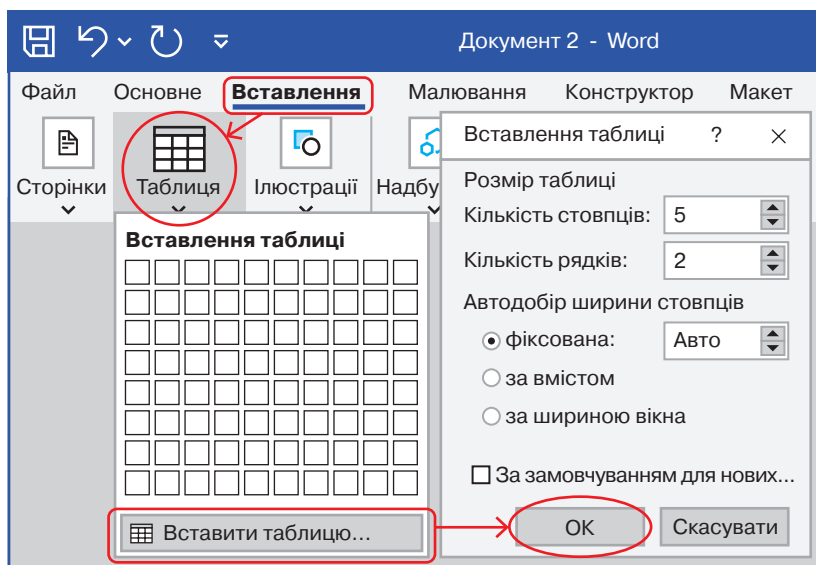 Документ 2 - Word
Файл Основне Вставлення Малювання Конструктор Макет
Сторінки Таблиця Ілюстрації Надбу
Вставлення таблиці
Вставити таблицю...
Вставлення таблиці ? ×
Розмір таблиці
Кількість стовпців: 5
Кількість рядків: 2
Автодобір ширини стовпців
фіксована: Авто
за вмістом
за шириною вікна
За замовчуванням для нових...
ОК Скасувати